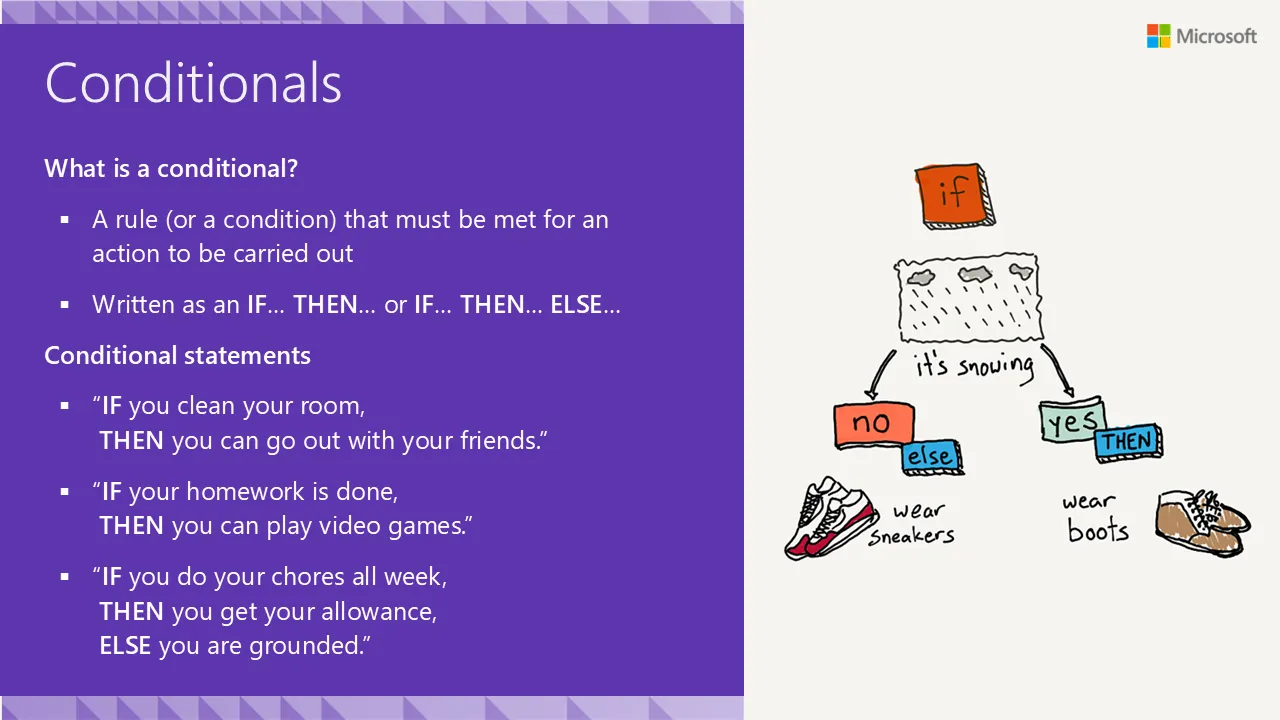 Conditionals
What is a conditional?
▪ A rule (or a condition) that must be met for an
action to be carried out
▪ Written as an IF... THEN... or IF... THEN... ELSE...
Conditional statements
▪ “IF you clean your room,
THEN you can go out with your friends.”
▪ “IF your homework is done,
THEN you can play video games.”
▪ “IF you do your chores all week,
THEN you get your allowance,
ELSE you are grounded.”
Microsoft
if
it's snowing
no
else
wear
sneakers
yes
THEN
wear
boots